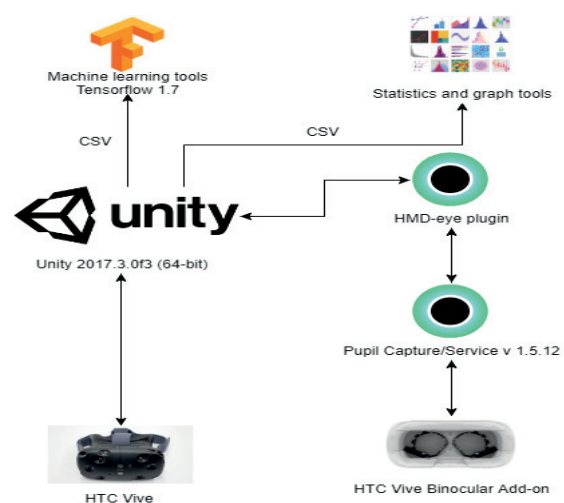 Machine learning tools
Tensorflow 1.7
Statistics and graph tools
CSV
CSV
unity
HMD-eye plugin
Unity 2017.3.0f3 (64-bit)
Pupil Capture/Service v 1.5.12
HTC Vive
HTC Vive Binocular Add-on